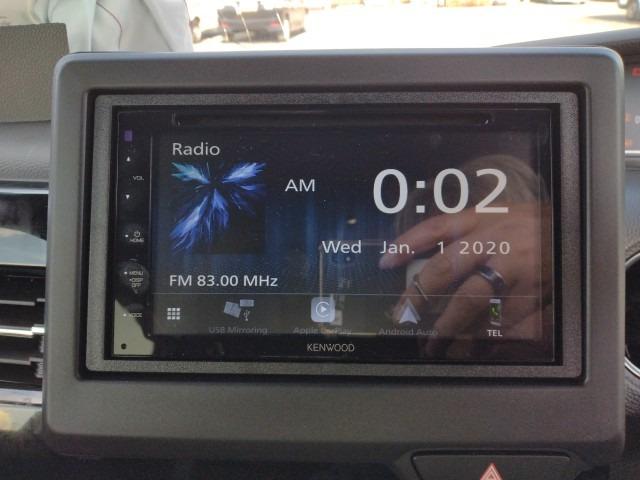 Radio
VOL
AM
0:02
HOME
Wed Jan. 1 2020
MENU
DISP
OFF
FM 83.00 MHz
VOICE
USB Mirroring
Apple CarPlay
Android Auto
TEL
KENWOOD